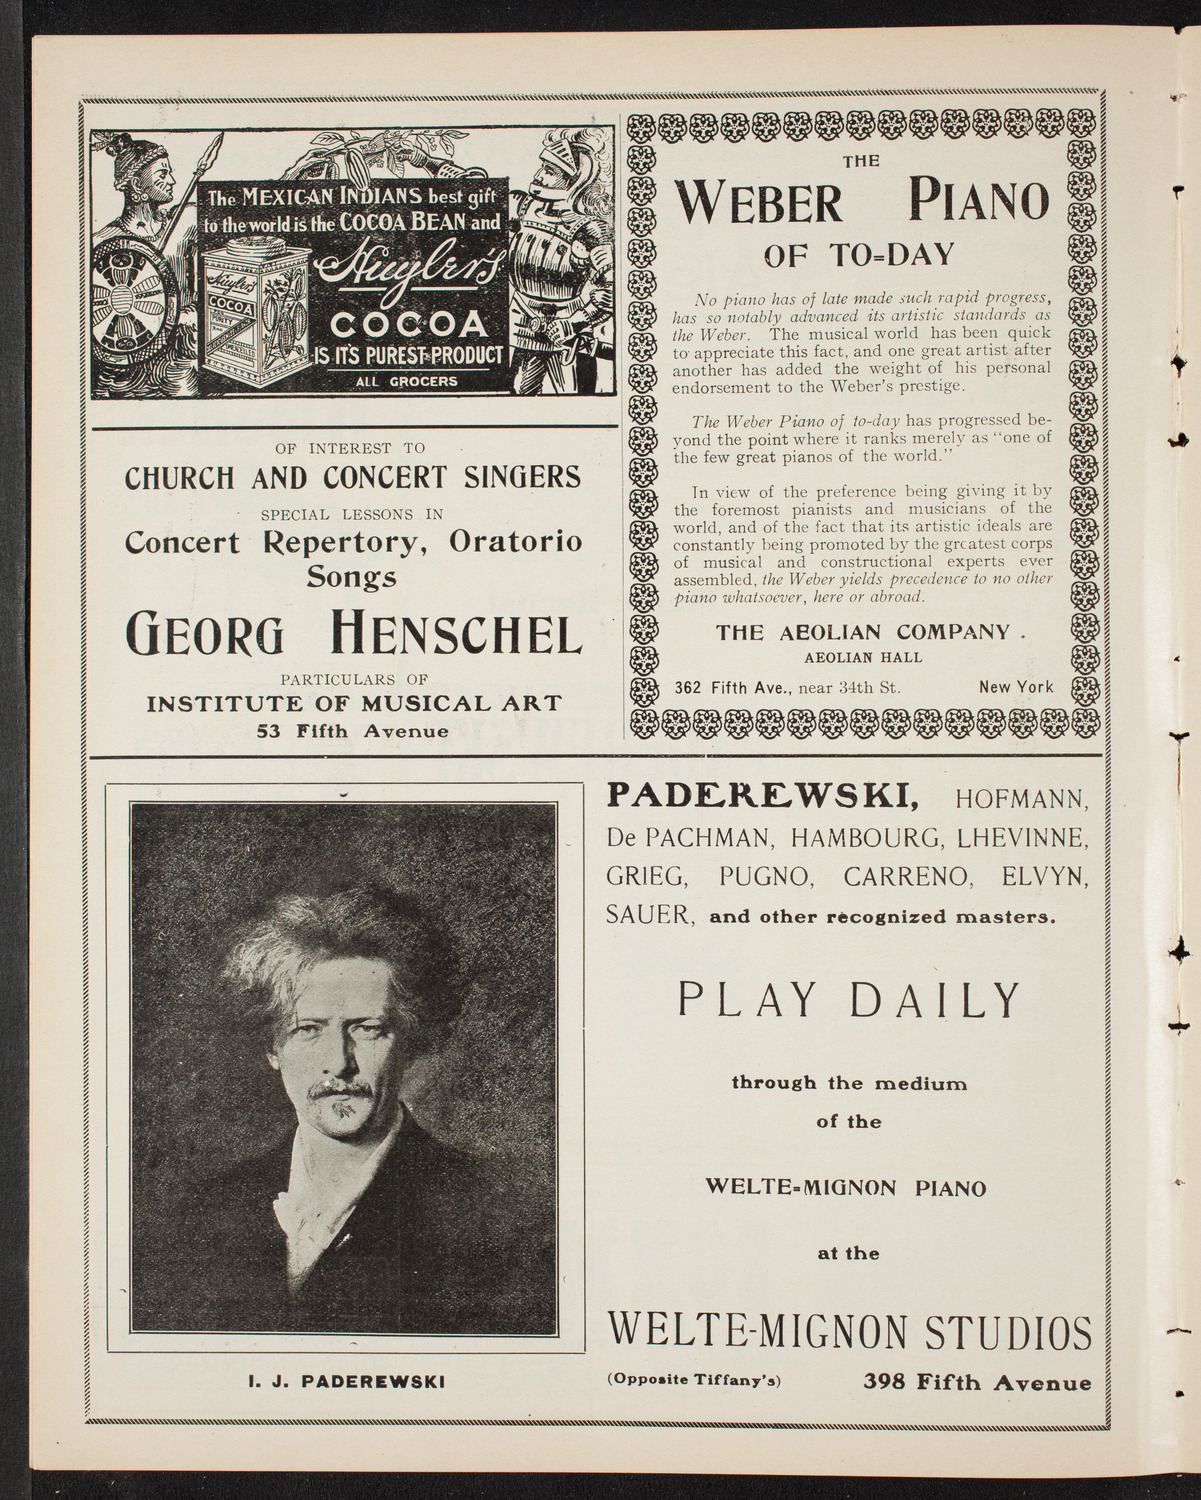 The MEXICAN INDIANS best gift
to the world is the COCOA BEAN and
Huyler's
COCOA
IS ITS PUREST PRODUCT
ALL GROCERS
Huyler's
COCOA
OF INTEREST TO
CHURCH AND CONCERT SINGERS
SPECIAL LESSONS IN
Concert Repertory, Oratorio
Songs
GEORG HENSCHEL
PARTICULARS OF
INSTITUTE OF MUSICAL ART
53 Fifth Avenue
THE
WEBER PIANO
OF TO=DAY
No piano has of late made such rapid progress,
has so notably advanced its artistic standards as
the Weber. The musical world has been quick
to appreciate this fact, and one great artist after
another has added the weight of his personal
endorsement to the Weber's prestige.
The Weber Piano of to-day has progressed be-
yond the point where it ranks merely as "one of
the few great pianos of the world."
In view of the preference being giving it by
the foremost pianists and musicians of the
world, and of the fact that its artistic ideals are
constantly being promoted by the greatest corps
of musical and constructional experts ever
assembled, the Weber yields precedence to no other
piano whatsoever, here or abroad.
THE AEOLIAN COMPANY .
AEOLIAN HALL
362 Fifth Ave., near 34th St. New York
I. J. PADEREWSKI
PADEREWSKI, HOFMANN,
De PACHMAN, HAMBOURG, LHEVINNE,
GRIEG, PUGNO, CARRENO, ELVYN,
SAUER, and other recognized masters.
PLAY DAILY
through the medium
of the
WELTE=MIGNON PIANO
at the
WELTE-MIGNON STUDIOS
(Opposite Tiffany's) 398 Fifth Avenue